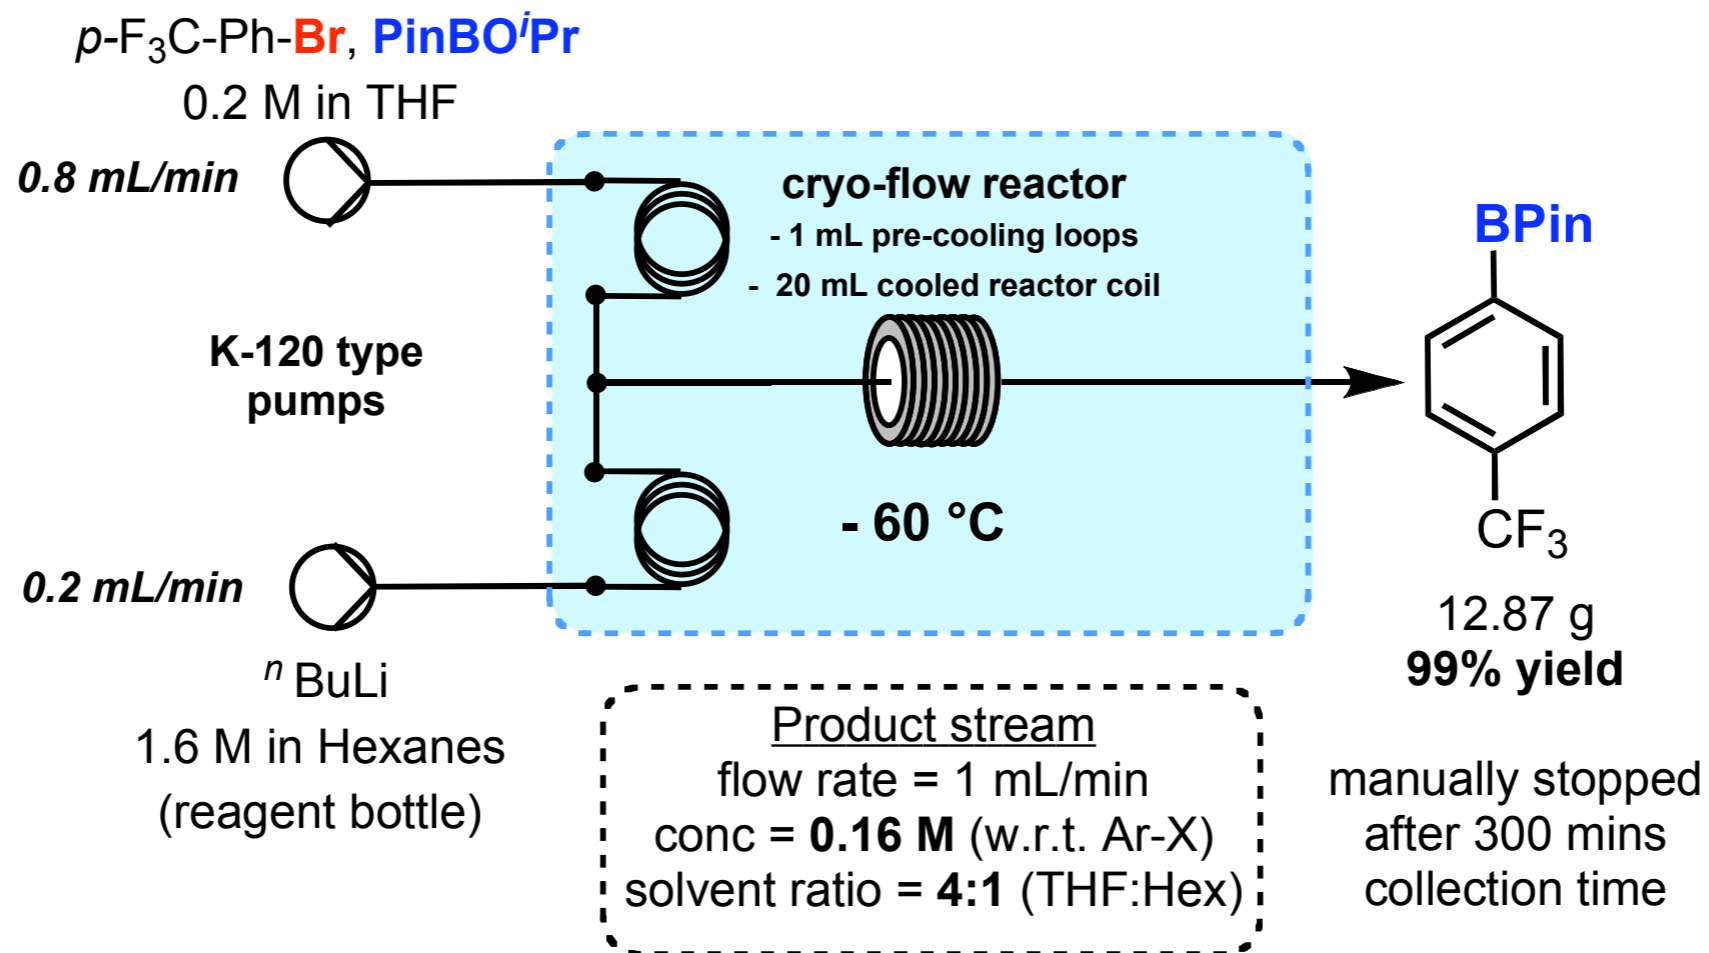 p-F₃C-Ph-Br, PinBOⁱPr
0.2 M in THF
0.8 mL/min
cryo-flow reactor
- 1 mL pre-cooling loops
- 20 mL cooled reactor coil
K-120 type
pumps
- 60 °C
0.2 mL/min
ⁿ BuLi
1.6 M in Hexanes
(reagent bottle)
Product stream
flow rate = 1 mL/min
conc = 0.16 M (w.r.t. Ar-X)
solvent ratio = 4:1 (THF:Hex)
BPin
CF₃
12.87 g
99% yield
manually stopped
after 300 mins
collection time